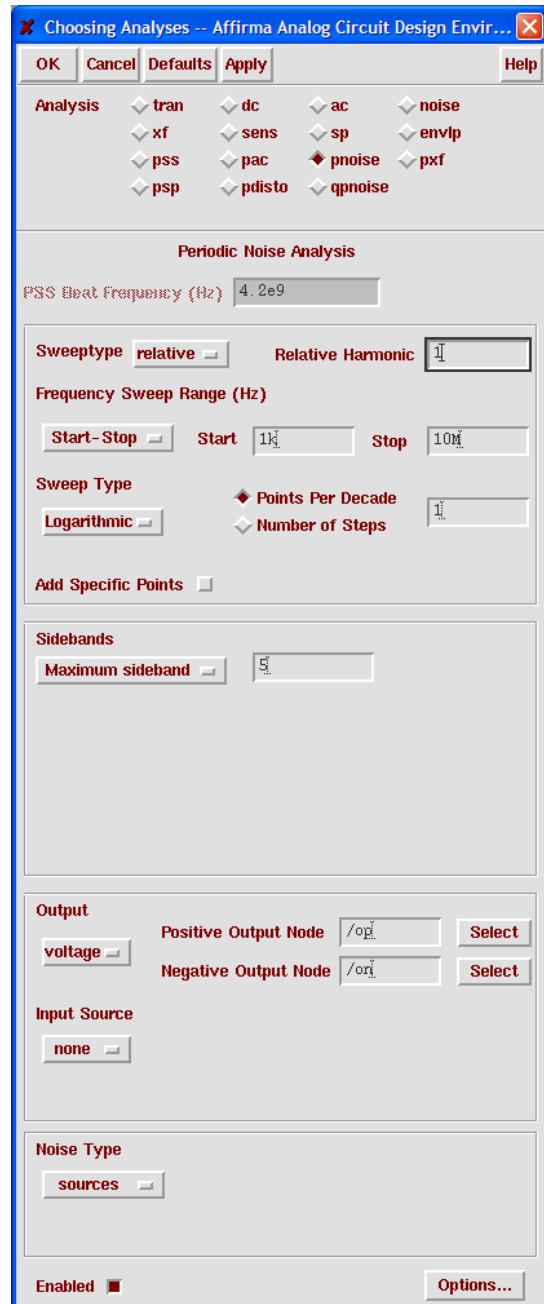 Choosing Analyses -- Affirma Analog Circuit Design Envir...
OK Cancel Defaults Apply Help
Analysis tran dc ac noise
xf sens sp envlp
pss pac pnoise pxf
psp pdisto qpnoise
Periodic Noise Analysis
PSS Beat Frequency (Hz) 4.2e9
Sweeptype relative Relative Harmonic 1
Frequency Sweep Range (Hz)
Start-Stop Start 1k Stop 10M
Sweep Type
Points Per Decade
Logarithmic Number of Steps 1
Add Specific Points
Sidebands
Maximum sideband 5
Output
voltage Positive Output Node /op Select
Negative Output Node /on Select
Input Source
none
Noise Type
sources
Enabled Options...